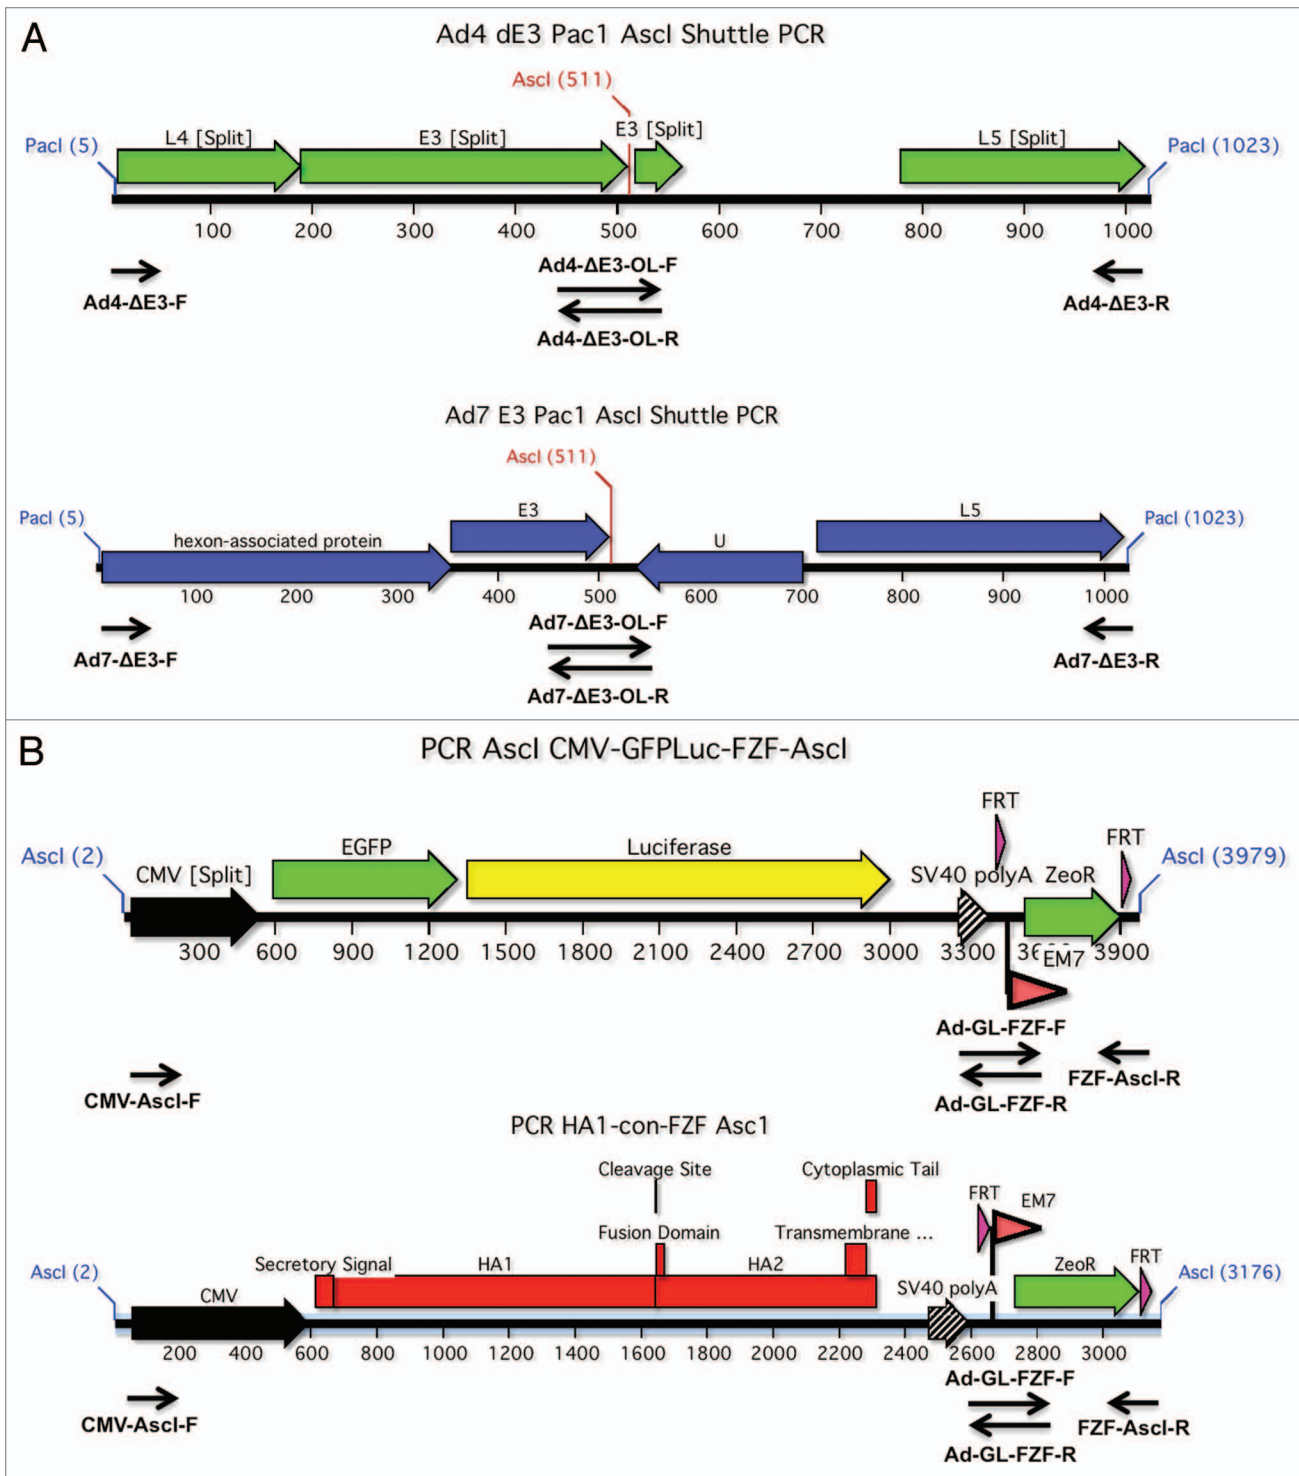 A
Ad4 dE3 Pac1 AscI Shuttle PCR
AscI (511)
PacI (5)
L4 [Split]
E3 [Split]
E3 [Split]
L5 [Split]
PacI (1023)
100 200 300 400 500 600 700 800 900 1000
Ad4-ΔE3-F
Ad4-ΔE3-OL-F
Ad4-ΔE3-OL-R
Ad4-ΔE3-R
Ad7 E3 Pac1 AscI Shuttle PCR
AscI (511)
PacI (5)
hexon-associated protein
E3
U
L5
PacI (1023)
100 200 300 400 500 600 700 800 900 1000
Ad7-ΔE3-F
Ad7-ΔE3-OL-F
Ad7-ΔE3-OL-R
Ad7-ΔE3-R
B
PCR AscI CMV-GFPLuc-FZF-AscI
AscI (2)
CMV [Split]
EGFP
Luciferase
SV40 polyA
FRT
ZeoR
FRT
AscI (3979)
300 600 900 1200 1500 1800 2100 2400 2700 3000 3300 3900
EM7
CMV-AscI-F
Ad-GL-FZF-F
Ad-GL-FZF-R
FZF-AscI-R
PCR HA1-con-FZF Asc1
Cleavage Site
Cytoplasmic Tail
FRT
EM7
Fusion Domain
Transmembrane ...
AscI (2)
CMV
Secretory Signal
HA1
HA2
SV40 polyA
ZeoR
FRT
AscI (3176)
200 400 600 800 1000 1200 1400 1600 1800 2000 2200 2400 2600 2800 3000
CMV-AscI-F
Ad-GL-FZF-F
Ad-GL-FZF-R
FZF-AscI-R